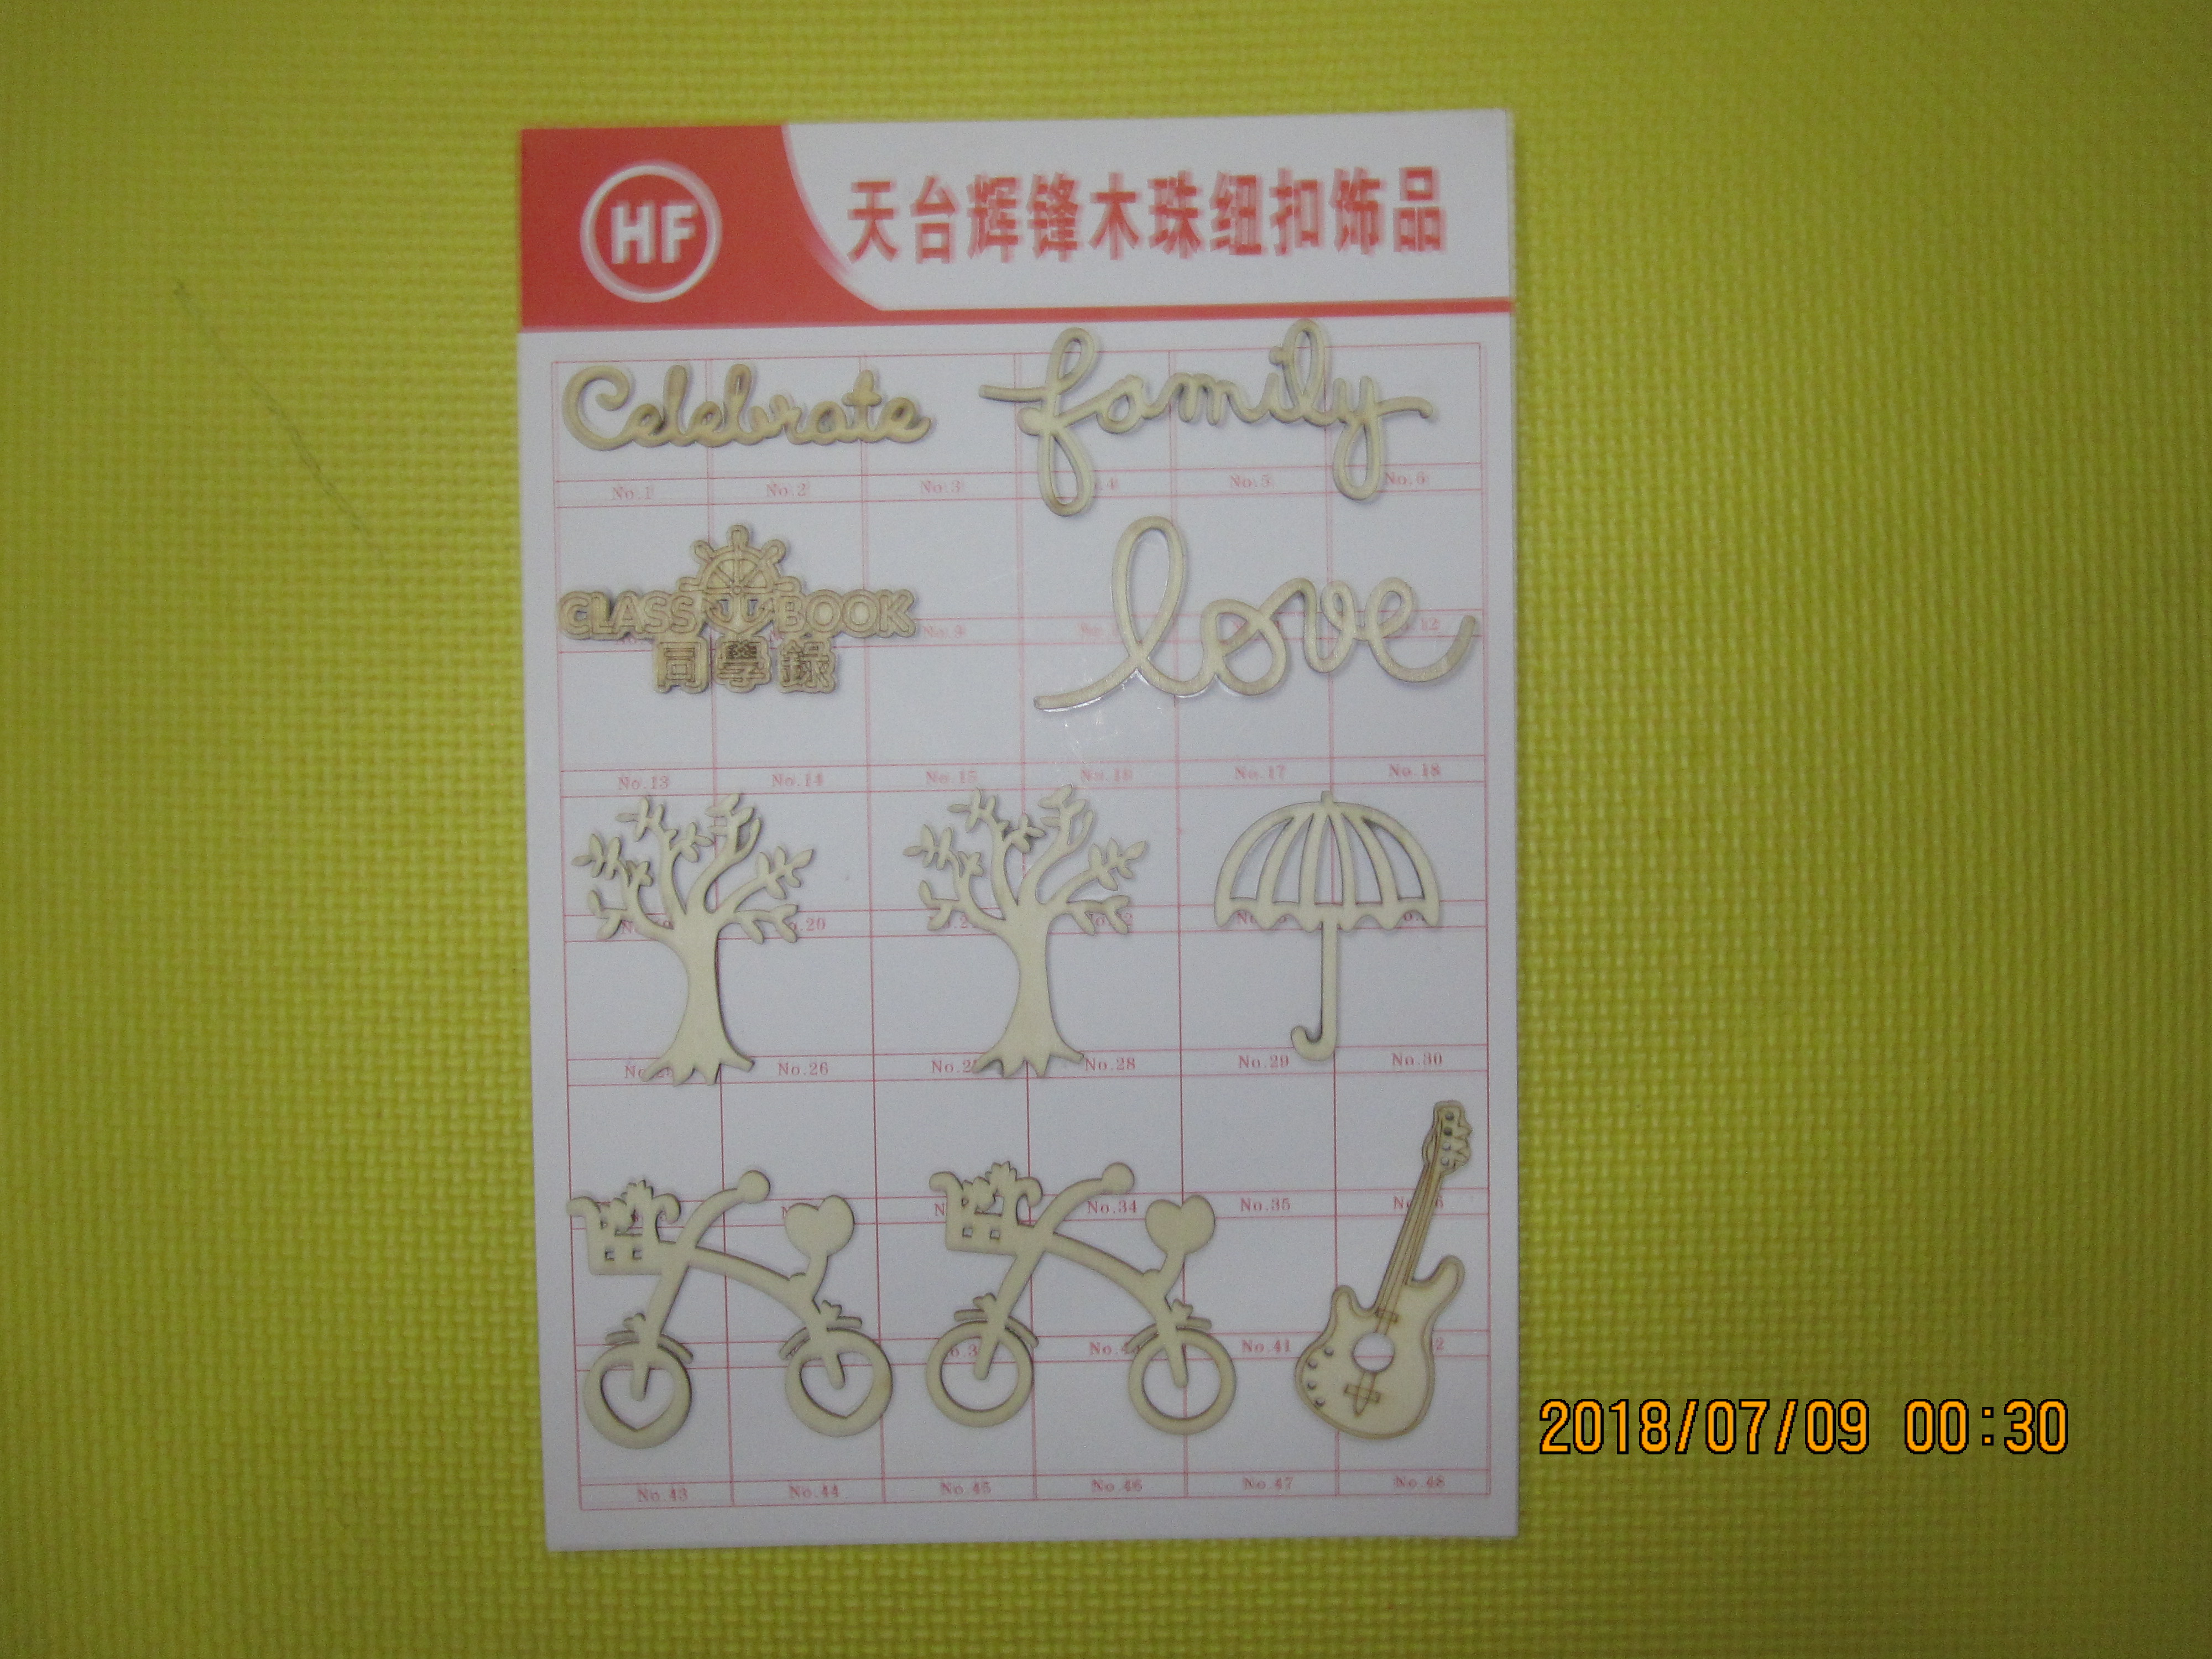 HF
天台辉锋木珠纽扣饰品
Celebrate
family
No.1 No.2 No.3 4 No.5 No.6
CLASS BOOK
同學錄
love
12
No.13 No.14 No.15 No.16 No.17 No.18
No.26 No.28 No.29 No.30
No.34 No.35
No.41
No.43 No.44 No.45 No.46 No.47 No.48
2018/07/09 00:30